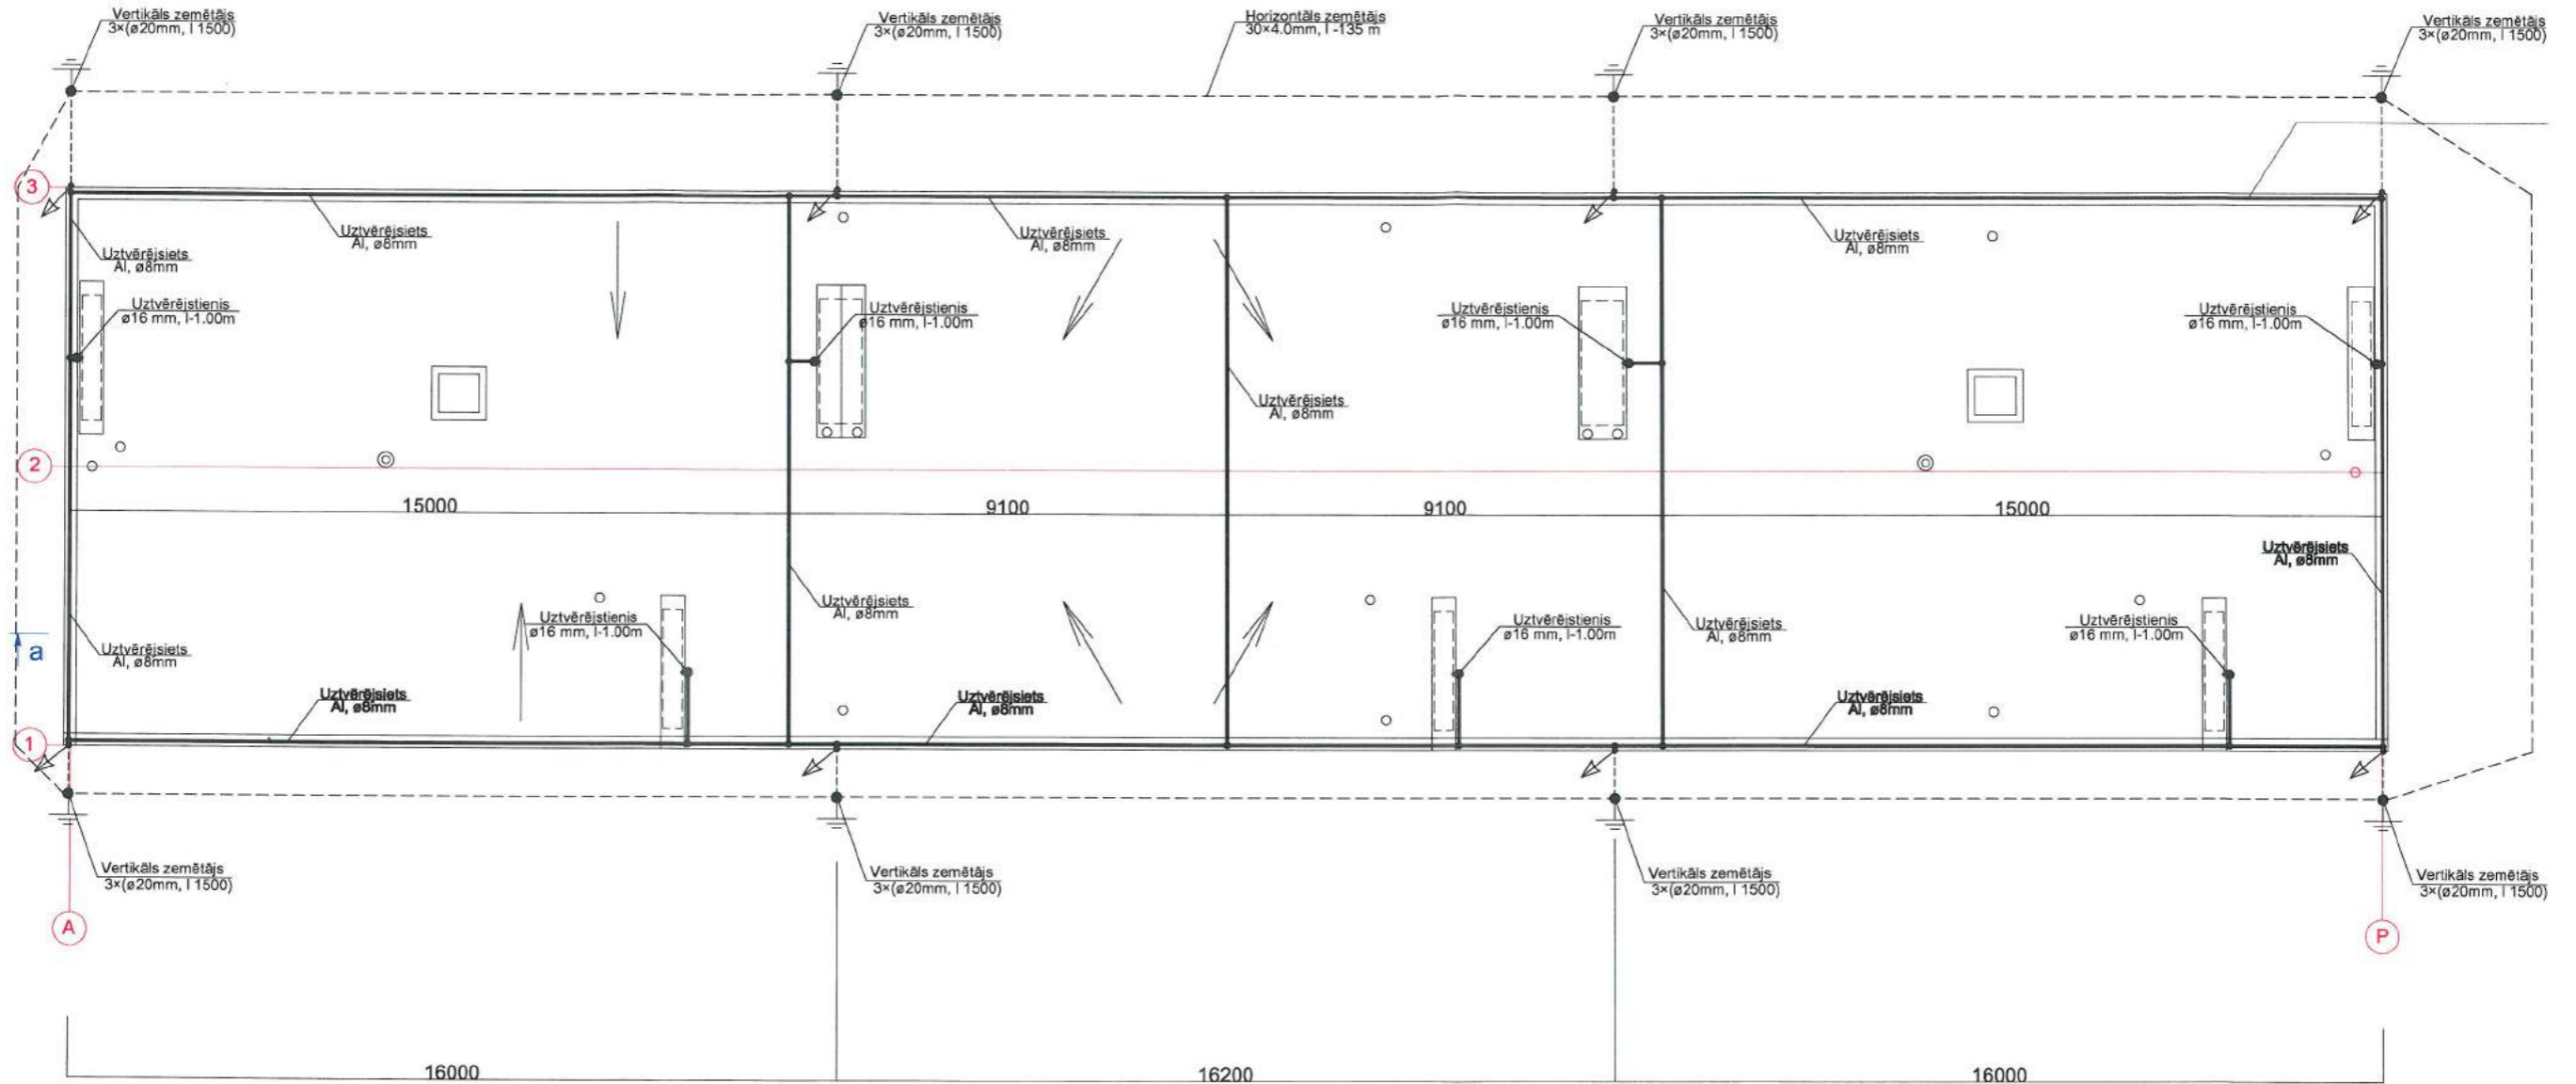 Vertikāls zemētājs
3×(ø20mm, l 1500)
Vertikāls zemētājs
3×(ø20mm, l 1500)
Horizontāls zemētājs
30×4.0mm, l -135 m
Vertikāls zemētājs
3×(ø20mm, l 1500)
Vertikāls zemētājs
3×(ø20mm, l 1500)
3
Uztvērējsiets
Al, ø8mm
Uztvērējsiets
Al, ø8mm
Uztvērējsiets
Al, ø8mm
Uztvērējsiets
Al, ø8mm
Uztvērējstienis
ø16 mm, l-1.00m
Uztvērējstienis
ø16 mm, l-1.00m
Uztvērējstienis
ø16 mm, l-1.00m
Uztvērējstienis
ø16 mm, l-1.00m
Uztvērējsiets
Al, ø8mm
2
15000
9100
9100
15000
Uztvērējsiets
Al, ø8mm
Uztvērējsiets
Al, ø8mm
Uztvērējstienis
ø16 mm, l-1.00m
Uztvērējstienis
ø16 mm, l-1.00m
Uztvērējsiets
Al, ø8mm
Uztvērējstienis
ø16 mm, l-1.00m
a
Uztvērējsiets
Al, ø8mm
Uztvērējsiets
Al, ø8mm
Uztvērējsiets
Al, ø8mm
Uztvērējsiets
Al, ø8mm
1
Vertikāls zemētājs
3×(ø20mm, l 1500)
Vertikāls zemētājs
3×(ø20mm, l 1500)
Vertikāls zemētājs
3×(ø20mm, l 1500)
Vertikāls zemētājs
3×(ø20mm, l 1500)
A
P
16000
16200
16000